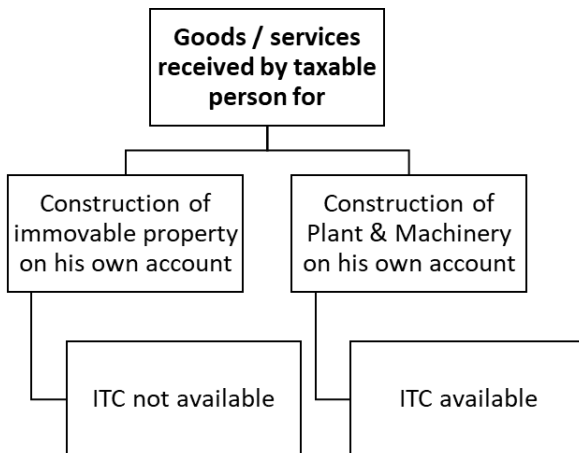 Goods / services
received by taxable
person for
Construction of
immovable property
on his own account
Construction of
Plant & Machinery
on his own account
ITC not available
ITC available